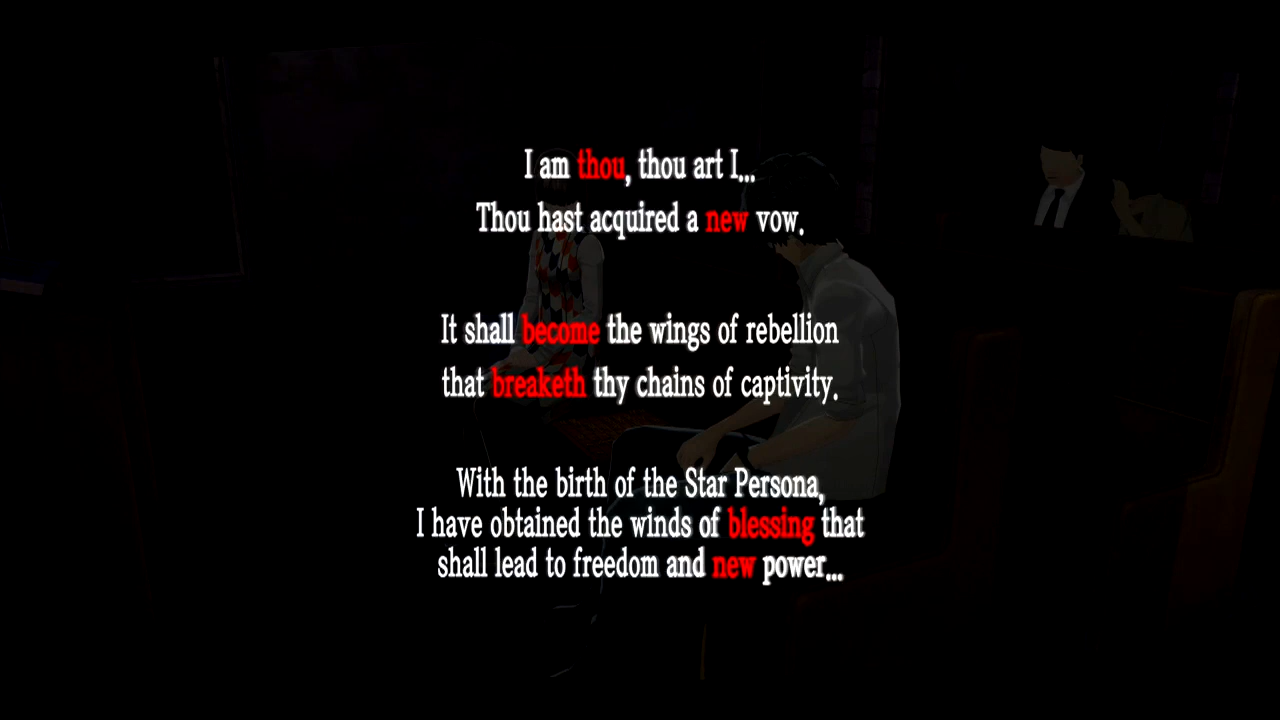 I am thou, thou art I...
Thou hast acquired a new vow.
It shall become the wings of rebellion
that breaketh thy chains of captivity.
With the birth of the Star Persona,
I have obtained the winds of blessing that
shall lead to freedom and new power...